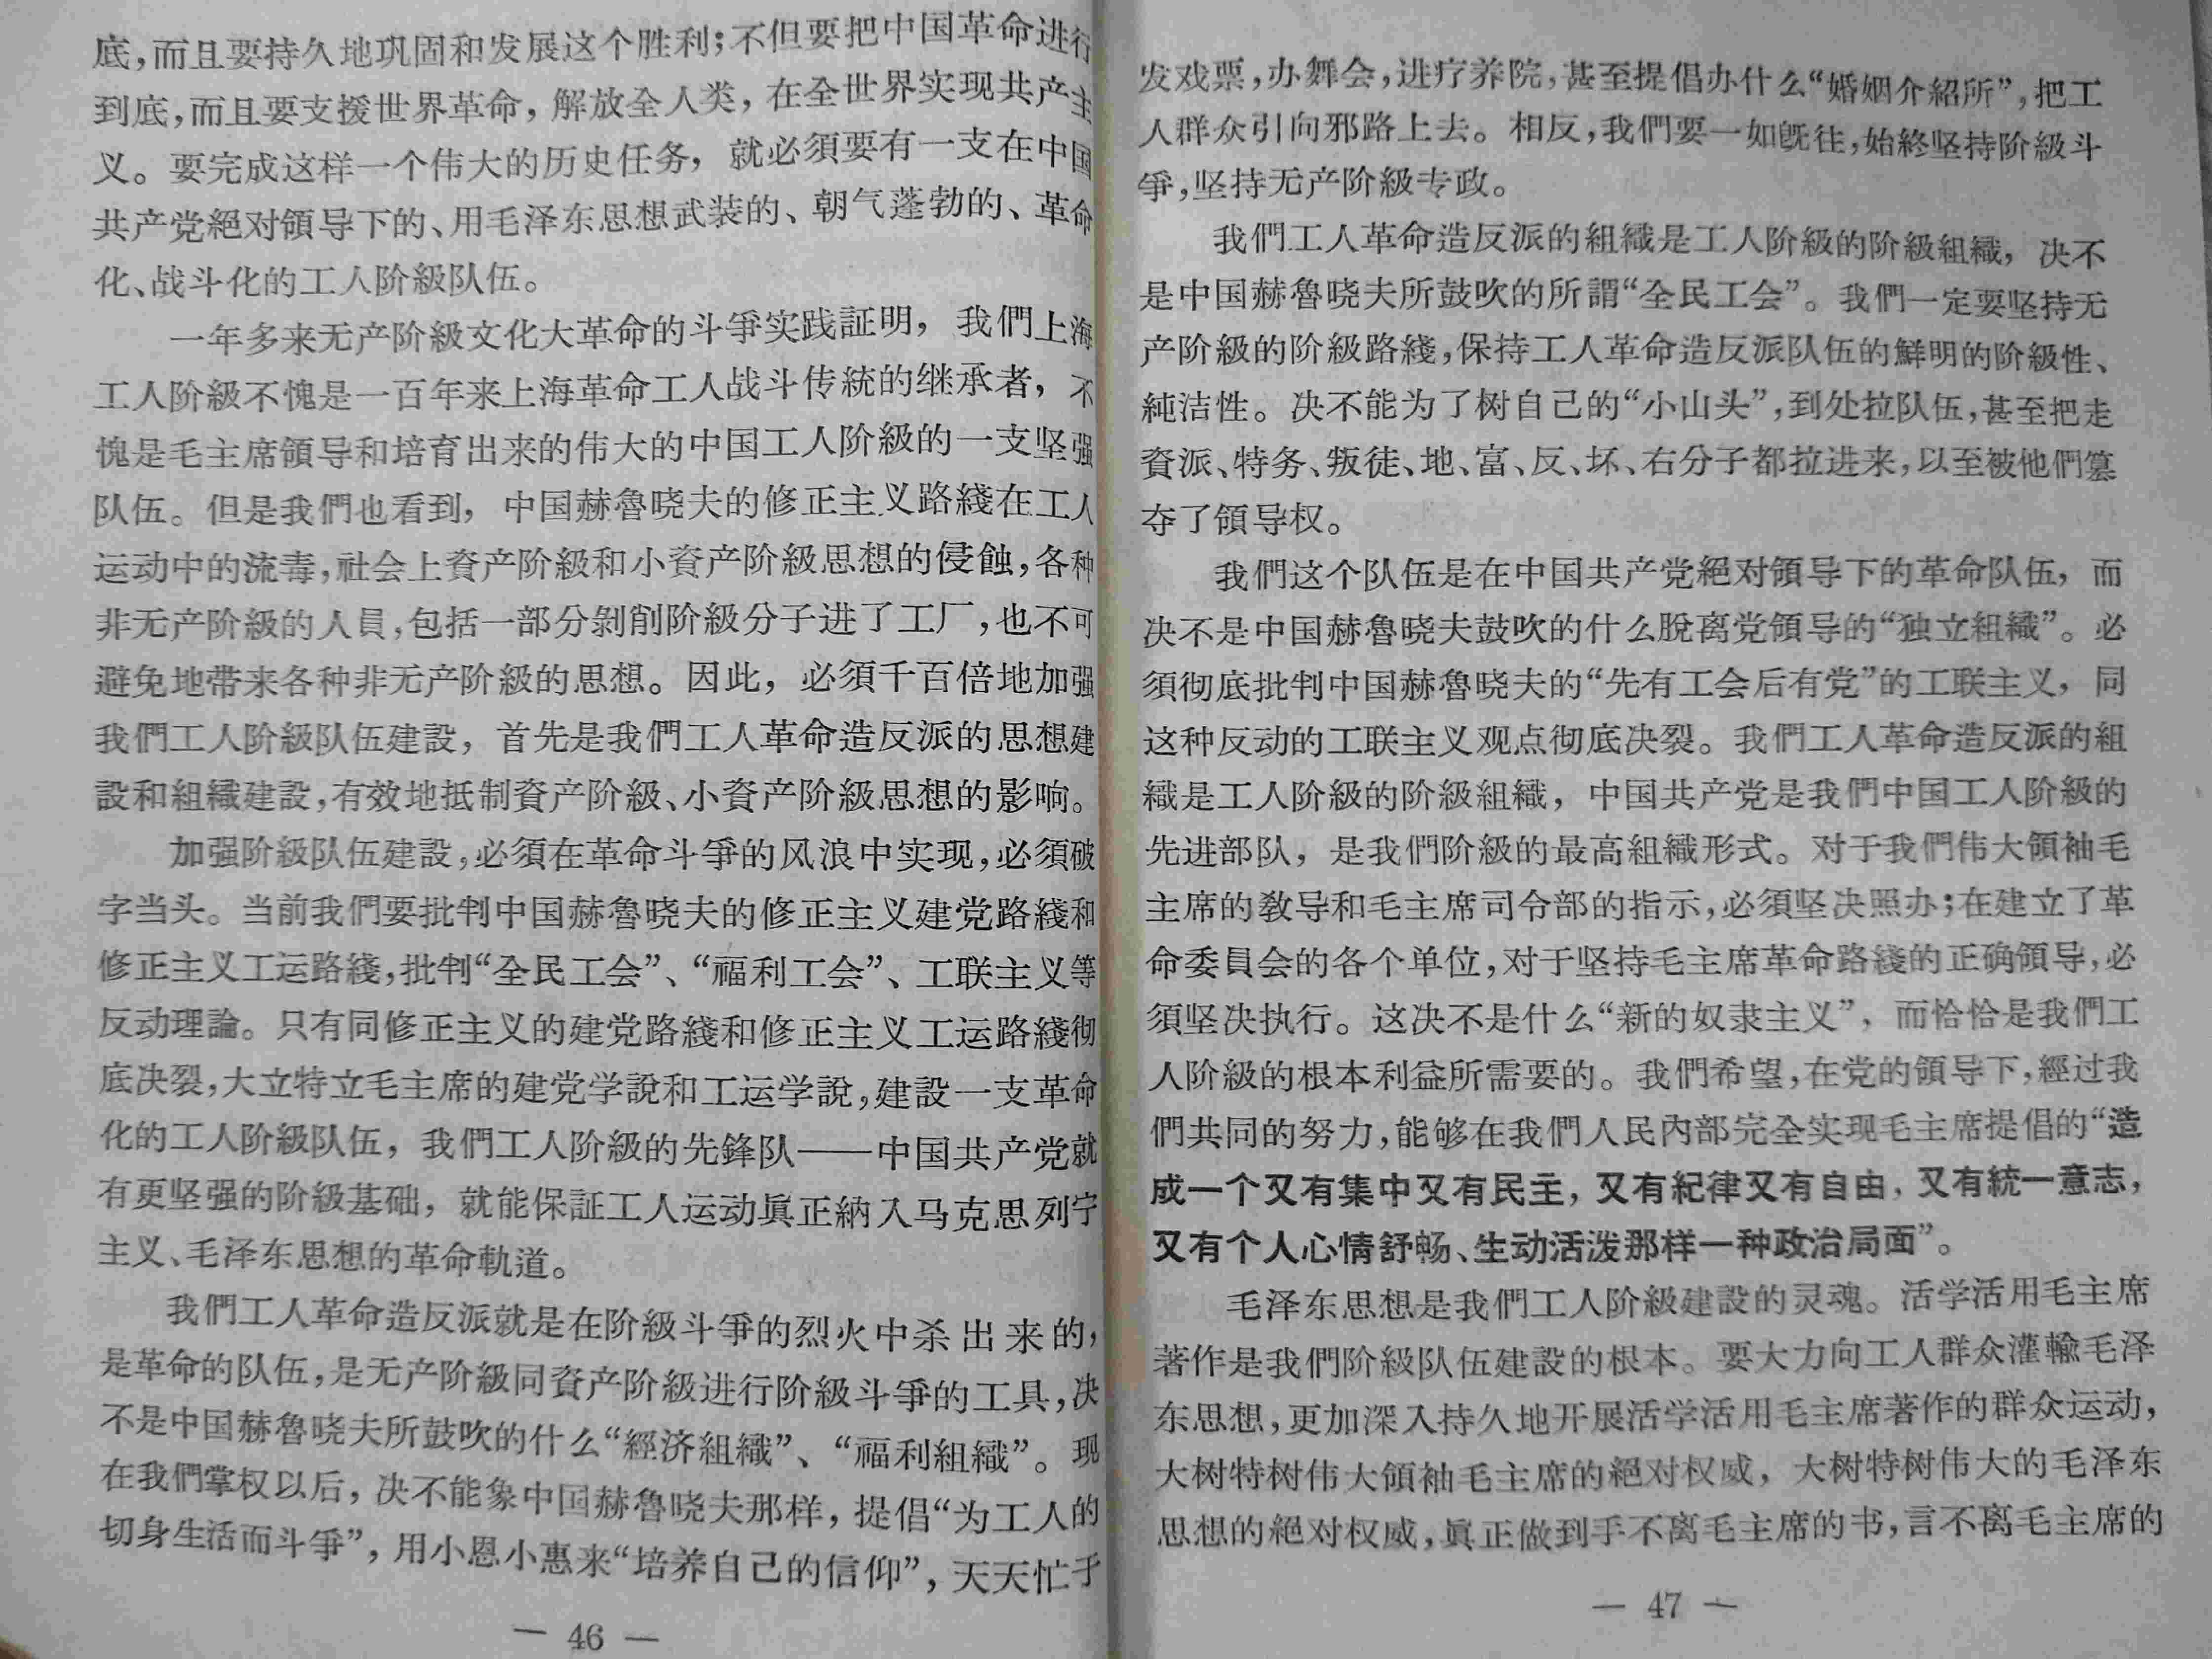 底，而且要持久地巩固和发展这个胜利；不但要把中国革命进行
到底，而且要支援世界革命，解放全人类，在全世界实现共产主
义。要完成这样一个伟大的历史任务，就必須要有一支在中国
共产党絕对領导下的、用毛泽东思想武装的、朝气蓬勃的、革命
化、战斗化的工人阶級队伍。
一年多来无产阶級文化大革命的斗爭实践証明，我們上海
工人阶級不愧是一百年来上海革命工人战斗传統的继承者，不
愧是毛主席領导和培育出来的伟大的中国工人阶級的一支坚强
队伍。但是我們也看到，中国赫魯晓夫的修正主义路綫在工人
运动中的流毒，社会上資产阶級和小資产阶級思想的侵蝕，各种
非无产阶級的人員，包括一部分剝削阶級分子进了工厂，也不可
避免地带来各种非无产阶級的思想。因此，必須千百倍地加强
我們工人阶級队伍建設，首先是我們工人革命造反派的思想建
設和組織建設，有效地抵制資产阶級、小資产阶級思想的影响。
加强阶級队伍建設，必須在革命斗爭的风浪中实现，必須破
字当头。当前我們要批判中国赫魯晓夫的修正主义建党路綫和
修正主义工运路綫，批判“全民工会”、“福利工会”、工联主义等
反动理論。只有同修正主义的建党路綫和修正主义工运路綫彻
底决裂，大立特立毛主席的建党学說和工运学說，建設一支革命
化的工人阶級队伍，我們工人阶級的先鋒队——中国共产党就
有更坚强的阶級基础，就能保証工人运动眞正納入马克思列宁
主义、毛泽东思想的革命軌道。
我們工人革命造反派就是在阶級斗爭的烈火中杀出来的，
是革命的队伍，是无产阶級同資产阶級进行阶級斗爭的工具，决
不是中国赫魯晓夫所鼓吹的什么“經济組織”、“福利組織”。现
在我們掌权以后，决不能象中国赫魯晓夫那样，提倡“为工人的
切身生活而斗爭”，用小恩小惠来“培养自己的信仰”，天天忙于
— 46 —
发戏票，办舞会，进疗养院，甚至提倡办什么“婚姻介紹所”，把工
人群众引向邪路上去。相反，我們要一如既往，始終坚持阶級斗
爭，坚持无产阶級专政。
我們工人革命造反派的組織是工人阶級的阶級組織，决不
是中国赫魯晓夫所鼓吹的所謂“全民工会”。我們一定要坚持无
产阶級的阶級路綫，保持工人革命造反派队伍的鮮明的阶級性、
純洁性。决不能为了树自己的“小山头”，到处拉队伍，甚至把走
資派、特务、叛徒、地、富、反、坏、右分子都拉进来，以至被他們篡
夺了領导权。
我們这个队伍是在中国共产党絕对領导下的革命队伍，而
决不是中国赫魯晓夫鼓吹的什么脫离党領导的“独立組織”。必
須彻底批判中国赫魯晓夫的“先有工会后有党”的工联主义，同
这种反动的工联主义观点彻底决裂。我們工人革命造反派的組
織是工人阶級的阶級組織，中国共产党是我們中国工人阶級的
先进部队，是我們阶級的最高組織形式。对于我們伟大領袖毛
主席的敎导和毛主席司令部的指示，必須坚决照办；在建立了革
命委員会的各个单位，对于坚持毛主席革命路綫的正确領导，必
須坚决执行。这决不是什么“新的奴隶主义”，而恰恰是我們工
人阶級的根本利益所需要的。我們希望，在党的領导下，經过我
們共同的努力，能够在我們人民內部完全实现毛主席提倡的“造
成一个又有集中又有民主，又有紀律又有自由，又有統一意志，
又有个人心情舒畅、生动活泼那样一种政治局面”。
毛泽东思想是我們工人阶級建設的灵魂。活学活用毛主席
著作是我們阶級队伍建設的根本。要大力向工人群众灌輸毛泽
东思想，更加深入持久地开展活学活用毛主席著作的群众运动，
大树特树伟大領袖毛主席的絕对权威，大树特树伟大的毛泽东
思想的絕对权威，眞正做到手不离毛主席的书，言不离毛主席的
— 47 —